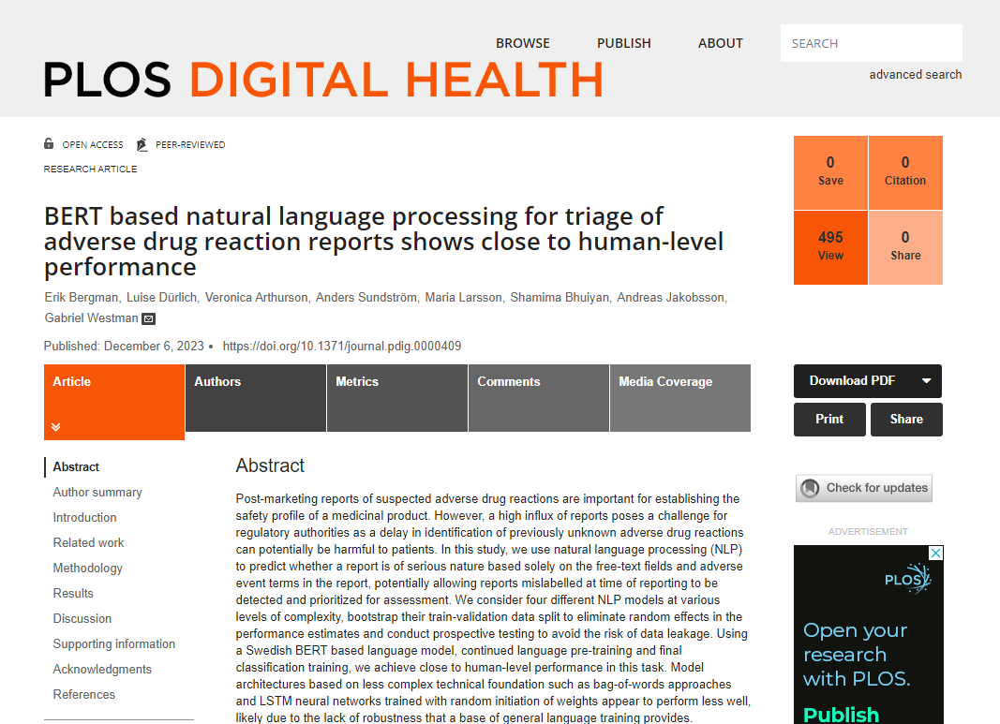 BROWSE PUBLISH ABOUT SEARCH
PLOS DIGITAL HEALTH
advanced search
OPEN ACCESS PEER-REVIEWED
RESEARCH ARTICLE
BERT based natural language processing for triage of
adverse drug reaction reports shows close to human-level
performance
Erik Bergman, Luise Dürlich, Veronica Arthurson, Anders Sundström, Maria Larsson, Shamima Bhuiyan, Andreas Jakobsson,
Gabriel Westman
Published: December 6, 2023 • https://doi.org/10.1371/journal.pdig.0000409
0
Save
0
Citation
495
View
0
Share
Article
Authors
Metrics
Comments
Media Coverage
Download PDF
Print
Share
Check for updates
Abstract
Author summary
Introduction
Related work
Methodology
Results
Discussion
Supporting information
Acknowledgments
References
Abstract
Post-marketing reports of suspected adverse drug reactions are important for establishing the
safety profile of a medicinal product. However, a high influx of reports poses a challenge for
regulatory authorities as a delay in identification of previously unknown adverse drug reactions
can potentially be harmful to patients. In this study, we use natural language processing (NLP)
to predict whether a report is of serious nature based solely on the free-text fields and adverse
event terms in the report, potentially allowing reports mislabelled at time of reporting to be
detected and prioritized for assessment. We consider four different NLP models at various
levels of complexity, bootstrap their train-validation data split to eliminate random effects in the
performance estimates and conduct prospective testing to avoid the risk of data leakage. Using
a Swedish BERT based language model, continued language pre-training and final
classification training, we achieve close to human-level performance in this task. Model
architectures based on less complex technical foundation such as bag-of-words approaches
and LSTM neural networks trained with random initiation of weights appear to perform less well,
likely due to the lack of robustness that a base of general language training provides.
ADVERTISEMENT
PLOS
Open your
research
with PLOS.
Publish